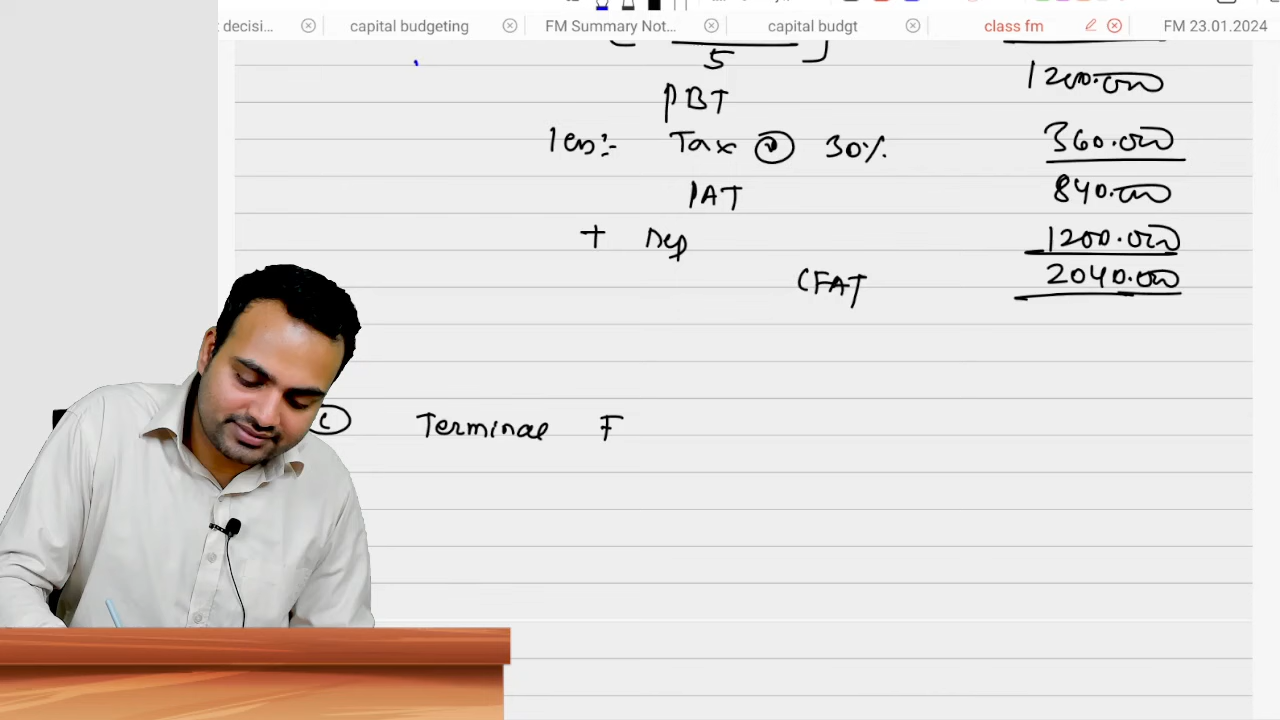 t decisi... capital budgeting FM Summary Not... capital budgt class fm FM 23.01.2024
5
1200.000
PBT
less:- Tax @ 30% 360.000
PAT 840.000
+ Dep 1200.000
CFAT 2040.000
C Terminal F